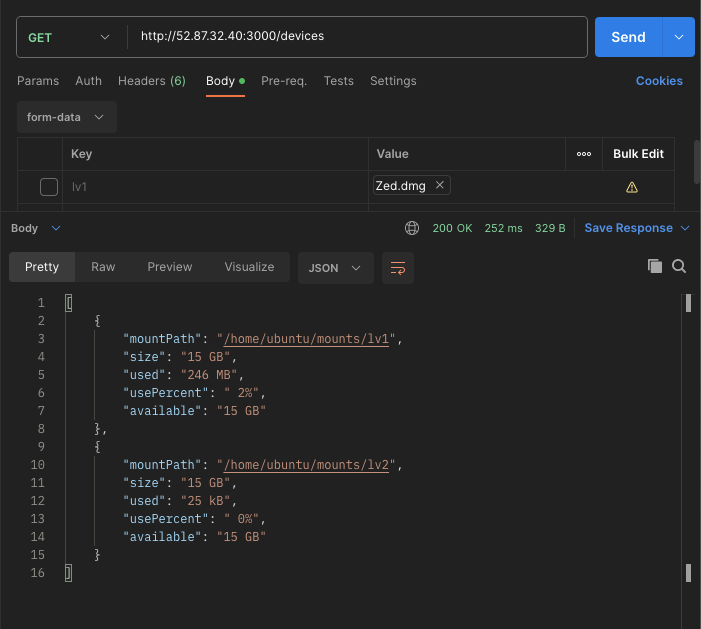 GET http://52.87.32.40:3000/devices Send
Params Auth Headers (6) Body Pre-req. Tests Settings Cookies
form-data
Key Value ooo Bulk Edit
lv1 Zed.dmg
Body 200 OK 252 ms 329 B Save Response
Pretty Raw Preview Visualize JSON
1 [
2 {
3 "mountPath": "/home/ubuntu/mounts/lv1",
4 "size": "15 GB",
5 "used": "246 MB",
6 "usePercent": " 2%",
7 "available": "15 GB"
8 },
9 {
10 "mountPath": "/home/ubuntu/mounts/lv2",
11 "size": "15 GB",
12 "used": "25 kB",
13 "usePercent": " 0%",
14 "available": "15 GB"
15 }
16 ]